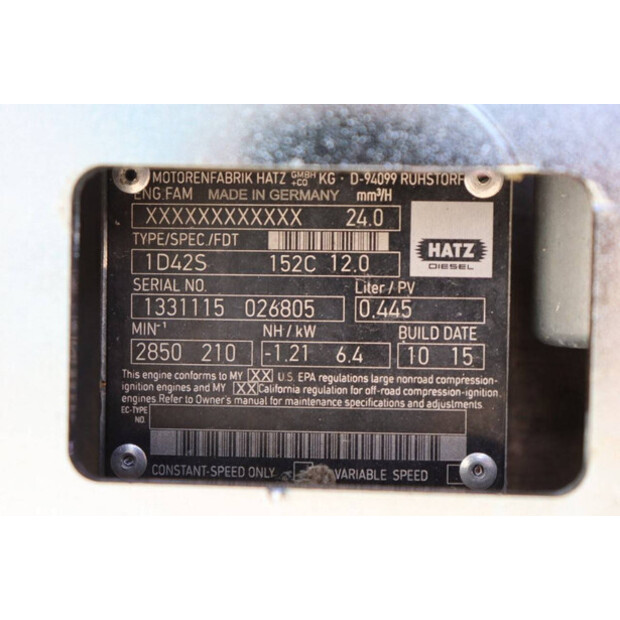 MOTORENFABRIK HATZ GMBH +CO KG · D-94099 RUHSTORF
ENG.FAM MADE IN GERMANY mm³/H
XXXXXXXXXXXX 24.0
TYPE/SPEC./FDT
HATZ
DIESEL
1D42S 152C 12.0
SERIAL NO. Liter / PV
1331115 026805 0.445
MIN⁻¹ NH / kW BUILD DATE
2850 210 -1.21 6.4 10 15
This engine conforms to MY XX U.S. EPA regulations large nonroad compression-
ignition engines and MY XX California regulation for off-road compression-ignition
engines. Refer to Owner's manual for maintenance specifications and adjustments.
EC-TYPE
NO.
CONSTANT-SPEED ONLY VARIABLE SPEED